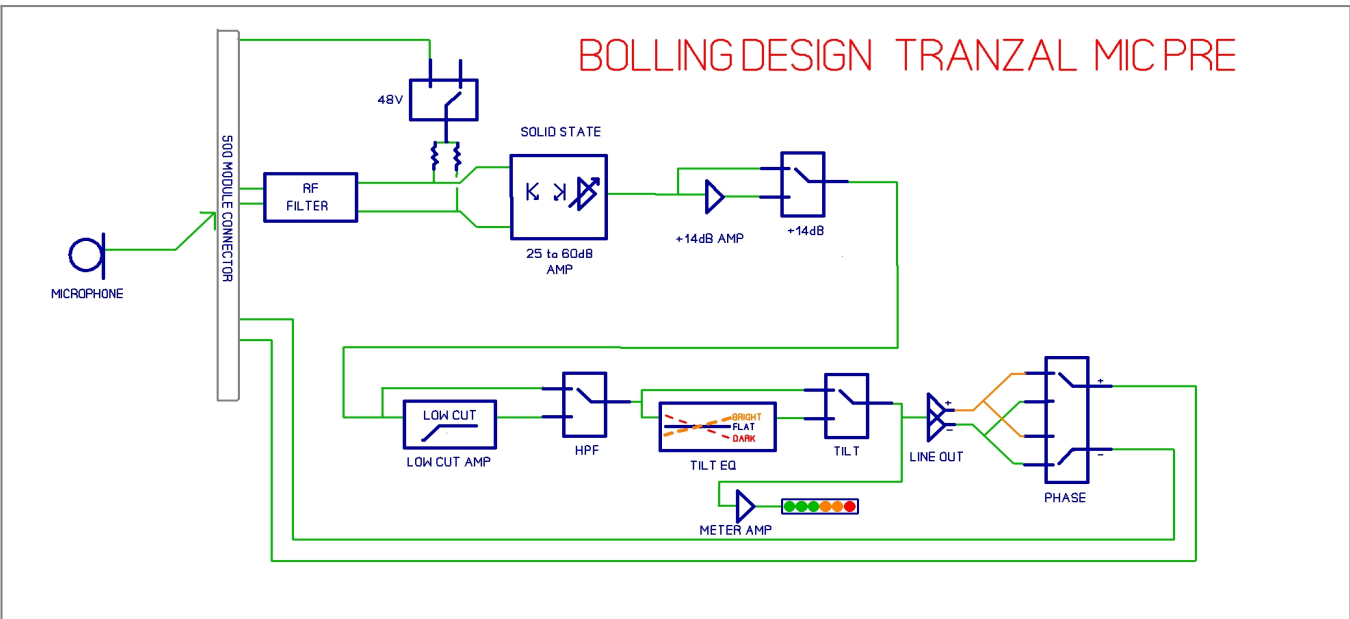 BOLLING DESIGN TRANZAL MIC PRE
48V
SOLID STATE
500 MODULE CONNECTOR
RF
FILTER
+14dB AMP
+14dB
25 to 60dB
AMP
MICROPHONE
LOW CUT
LOW CUT AMP
HPF
BRIGHT
FLAT
DARK
TILT EQ
TILT
+
−
LINE OUT
+
−
PHASE
METER AMP